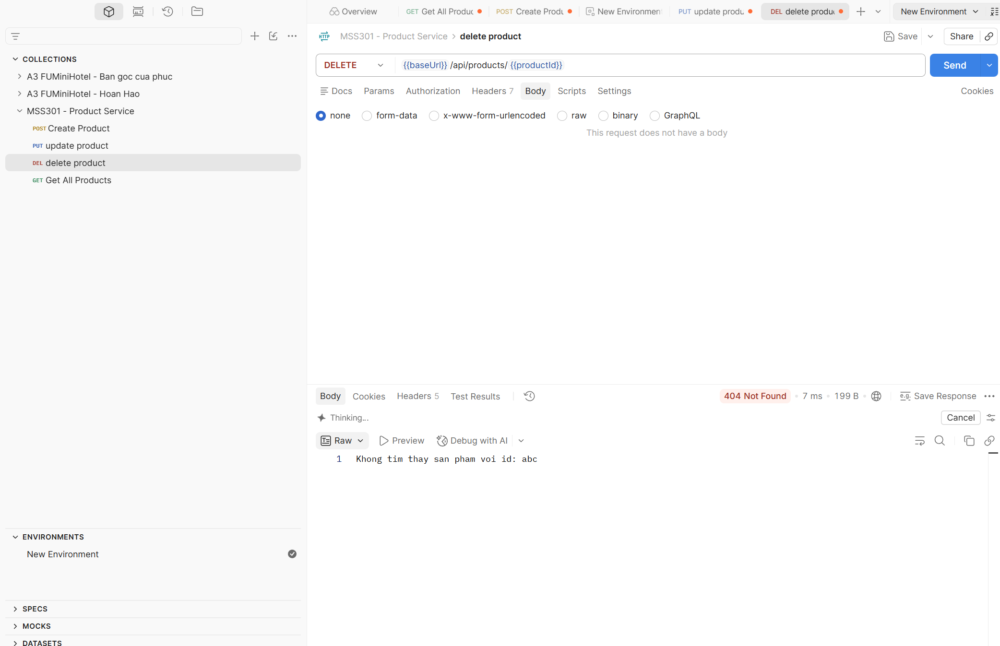 Overview
GET Get All Produc
POST Create Produ
New Environmen
PUT update produ
DEL delete produc
New Environment
HTTP MSS301 - Product Service > delete product
Save
Share
COLLECTIONS
A3 FUMiniHotel - Ban goc cua phuc
A3 FUMiniHotel - Hoan Hao
MSS301 - Product Service
POST Create Product
PUT update product
DEL delete product
GET Get All Products
DELETE
{{baseUrl}} /api/products/ {{productId}}
Send
Docs Params Authorization Headers 7 Body Scripts Settings Cookies
none form-data x-www-form-urlencoded raw binary GraphQL
This request does not have a body
Body Cookies Headers 5 Test Results
404 Not Found • 7 ms • 199 B • e.g. Save Response
Thinking...
Cancel
Raw Preview Debug with AI
1 Khong tim thay san pham voi id: abc
ENVIRONMENTS
New Environment
SPECS
MOCKS
DATASETS